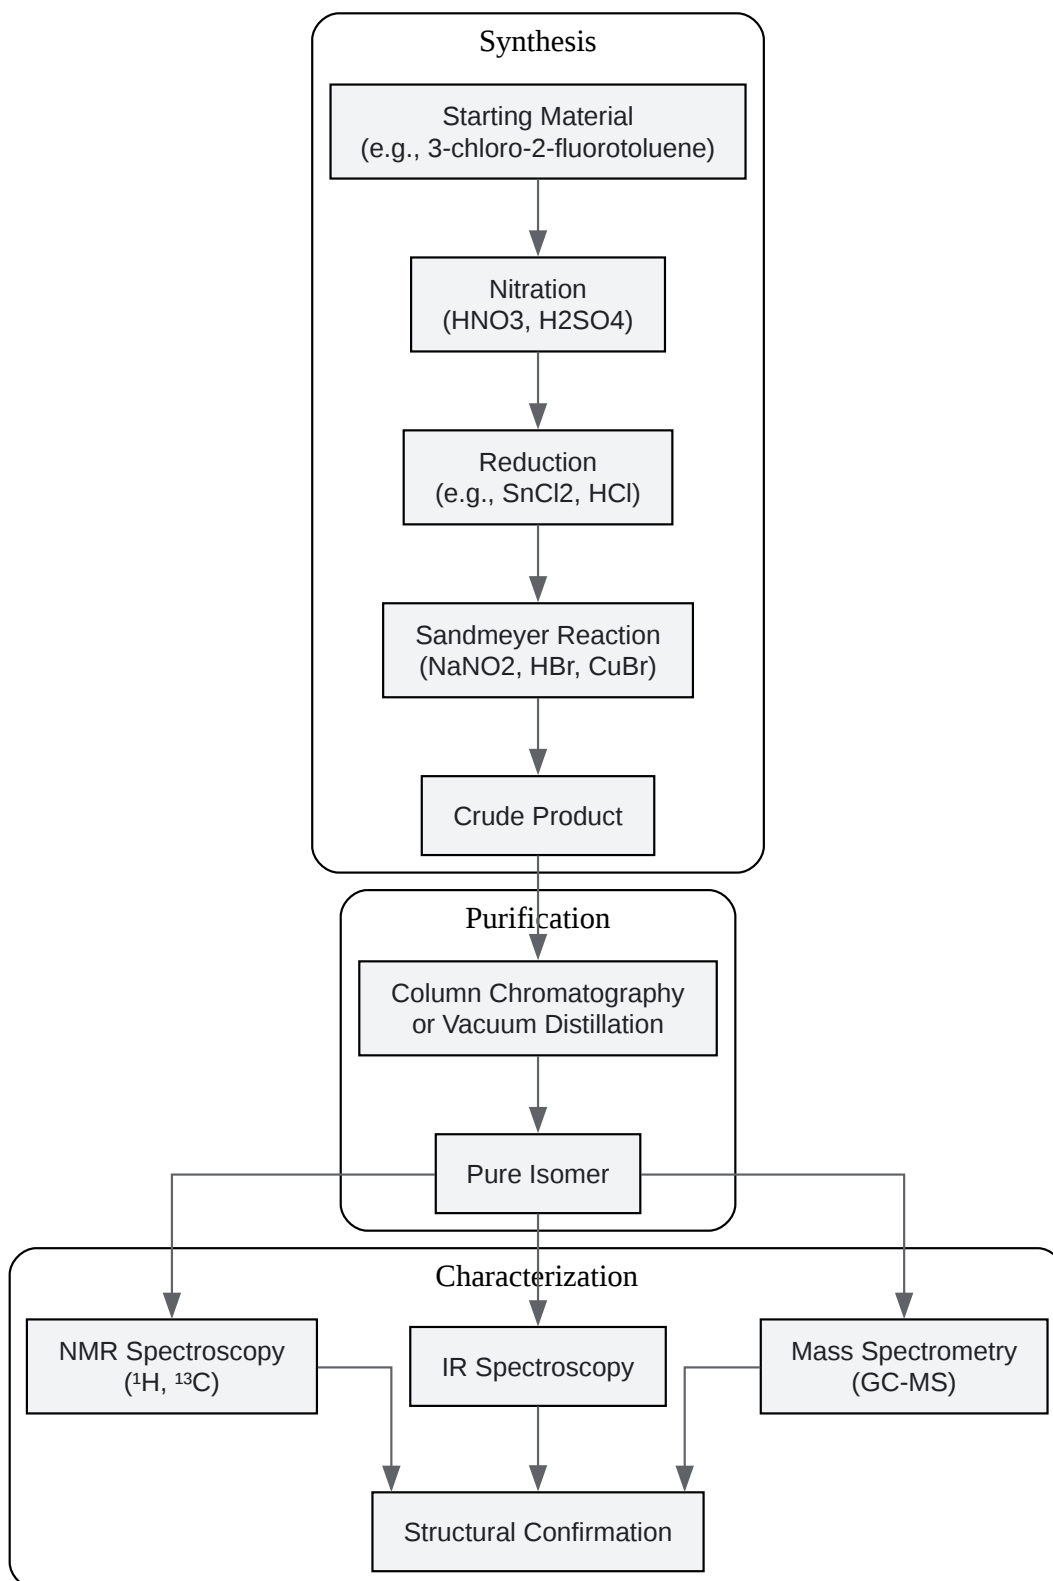 Synthesis
Starting Material
(e.g., 3-chloro-2-fluorotoluene)
Nitration
(HNO3, H2SO4)
Reduction
(e.g., SnCl2, HCl)
Sandmeyer Reaction
(NaNO2, HBr, CuBr)
Crude Product
Purification
Column Chromatography
or Vacuum Distillation
Pure Isomer
Characterization
NMR Spectroscopy
(¹H, ¹³C)
IR Spectroscopy
Mass Spectrometry
(GC-MS)
Structural Confirmation